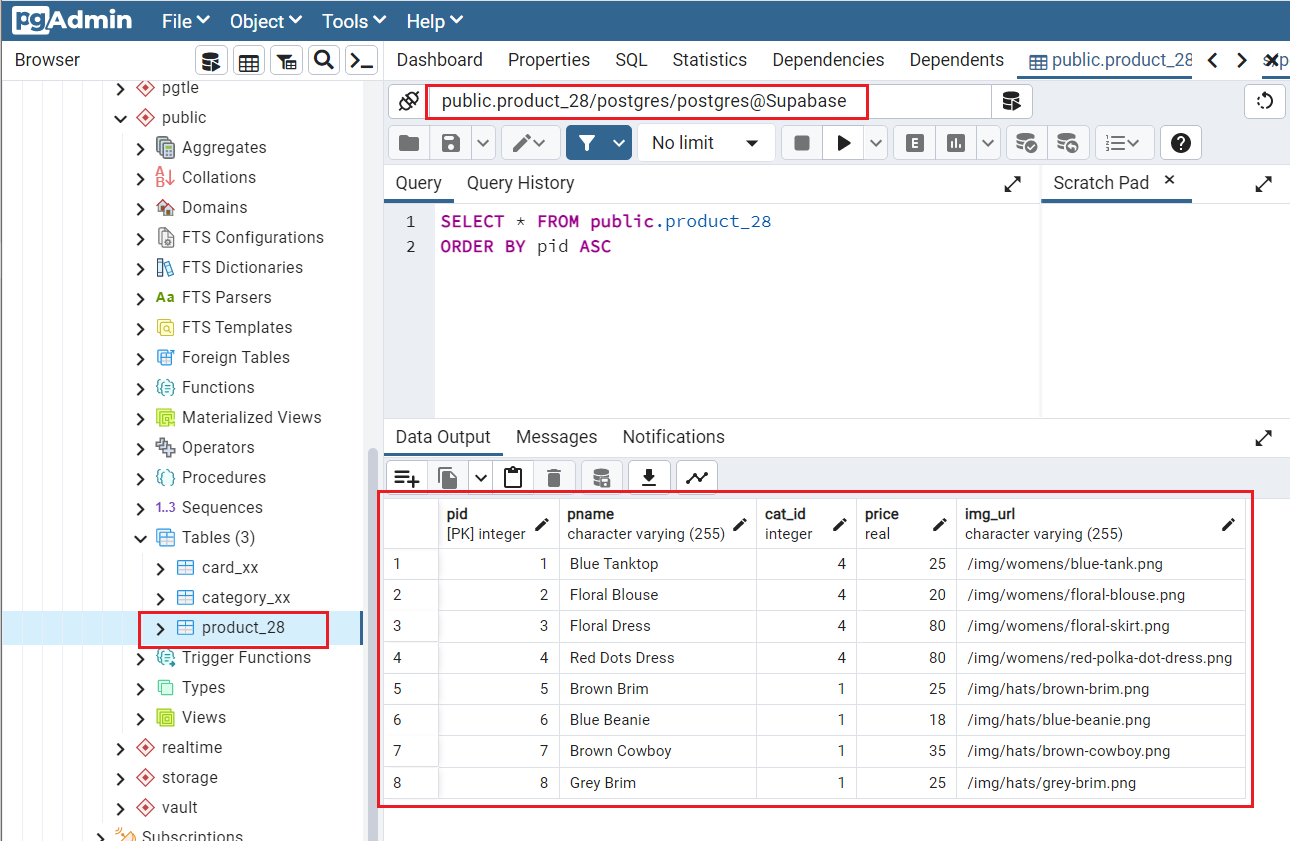 pgAdmin File Object Tools Help
Browser
Dashboard Properties SQL Statistics Dependencies Dependents public.product_28
pgtle
public
Aggregates
Collations
Domains
FTS Configurations
FTS Dictionaries
Aa FTS Parsers
FTS Templates
Foreign Tables
Functions
Materialized Views
Operators
Procedures
1..3 Sequences
Tables (3)
card_xx
category_xx
product_28
Trigger Functions
Types
Views
realtime
storage
vault
Subscriptions
public.product_28/postgres/postgres@Supabase
No limit
E
Query Query History
Scratch Pad
1 SELECT * FROM public.product_28
2 ORDER BY pid ASC
Data Output Messages Notifications
pid pname cat_id price img_url
[PK] integer character varying (255) integer real character varying (255)
1 1 Blue Tanktop 4 25 /img/womens/blue-tank.png
2 2 Floral Blouse 4 20 /img/womens/floral-blouse.png
3 3 Floral Dress 4 80 /img/womens/floral-skirt.png
4 4 Red Dots Dress 4 80 /img/womens/red-polka-dot-dress.png
5 5 Brown Brim 1 25 /img/hats/brown-brim.png
6 6 Blue Beanie 1 18 /img/hats/blue-beanie.png
7 7 Brown Cowboy 1 35 /img/hats/brown-cowboy.png
8 8 Grey Brim 1 25 /img/hats/grey-brim.png